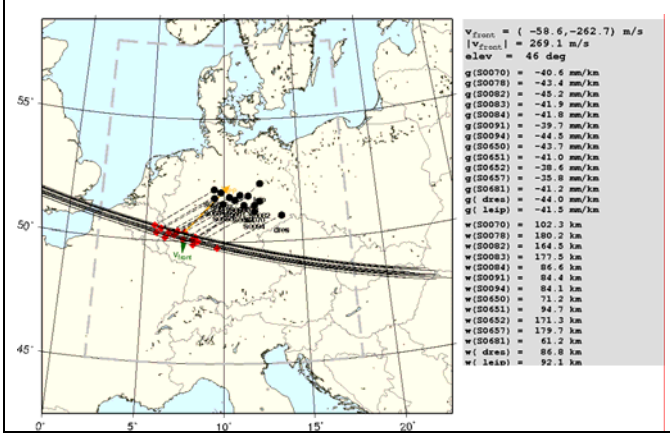 v_front = ( -58.6,-262.7) m/s
|v_front| = 269.1 m/s
elev = 46 deg
g(S0070) = -40.6 mm/km
g(S0078) = -43.4 mm/km
g(S0082) = -45.2 mm/km
g(S0083) = -41.9 mm/km
g(S0084) = -41.8 mm/km
g(S0091) = -39.7 mm/km
g(S0094) = -44.5 mm/km
g(S0650) = -43.7 mm/km
g(S0651) = -41.0 mm/km
g(S0652) = -38.6 mm/km
g(S0657) = -35.8 mm/km
g(S0681) = -41.2 mm/km
g( dres) = -44.0 mm/km
g( leip) = -41.5 mm/km
w(S0070) = 102.3 km
w(S0078) = 180.2 km
w(S0082) = 164.5 km
w(S0083) = 177.5 km
w(S0084) = 86.6 km
w(S0091) = 84.4 km
w(S0094) = 84.1 km
w(S0650) = 71.2 km
w(S0651) = 94.7 km
w(S0652) = 171.3 km
w(S0657) = 179.7 km
w(S0681) = 61.2 km
w( dres) = 86.8 km
w( leip) = 92.1 km
55°
50°
45°
S0094
dres
v_front
0° 5° 10° 15° 20°